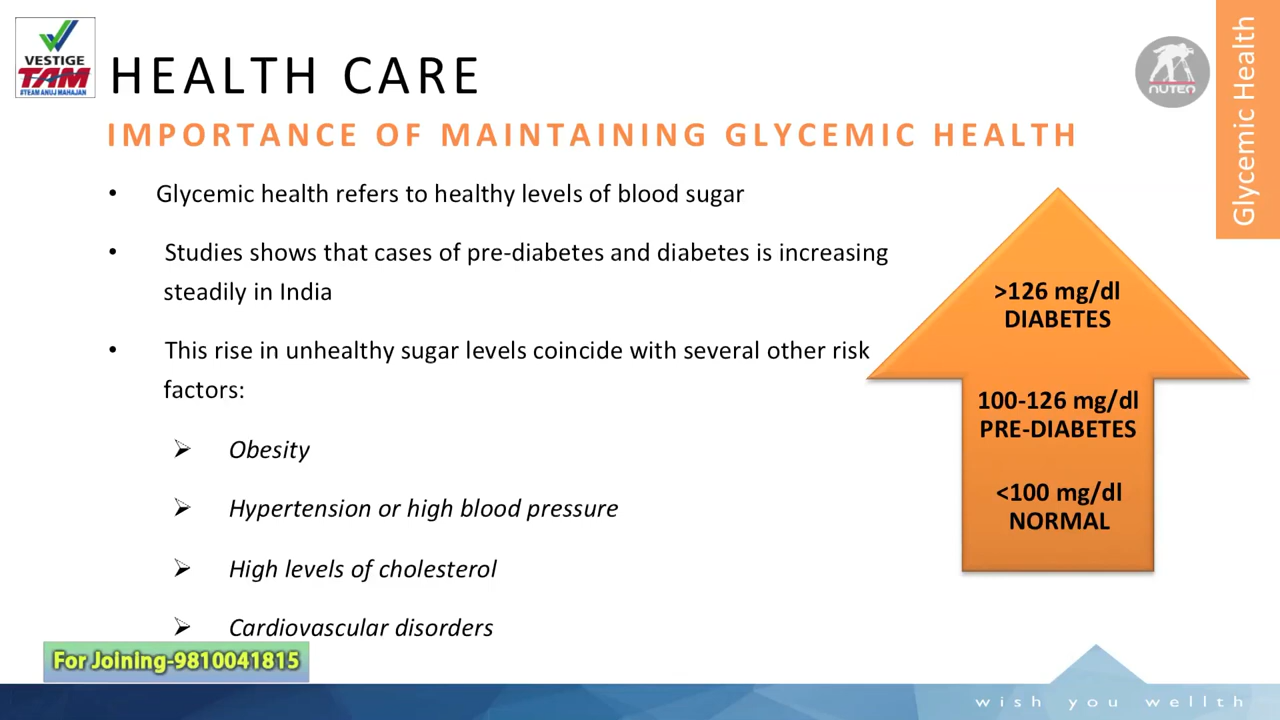 VESTIGE
TAM
STEAM ANUJ MAHAJAN
HEALTH CARE
NUTEQ
Glycemic Health
IMPORTANCE OF MAINTAINING GLYCEMIC HEALTH
• Glycemic health refers to healthy levels of blood sugar
• Studies shows that cases of pre-diabetes and diabetes is increasing
steadily in India
• This rise in unhealthy sugar levels coincide with several other risk
factors:
➢ Obesity
➢ Hypertension or high blood pressure
➢ High levels of cholesterol
➢ Cardiovascular disorders
>126 mg/dl
DIABETES
100-126 mg/dl
PRE-DIABETES
<100 mg/dl
NORMAL
For Joining-9810041815
wish you wellth